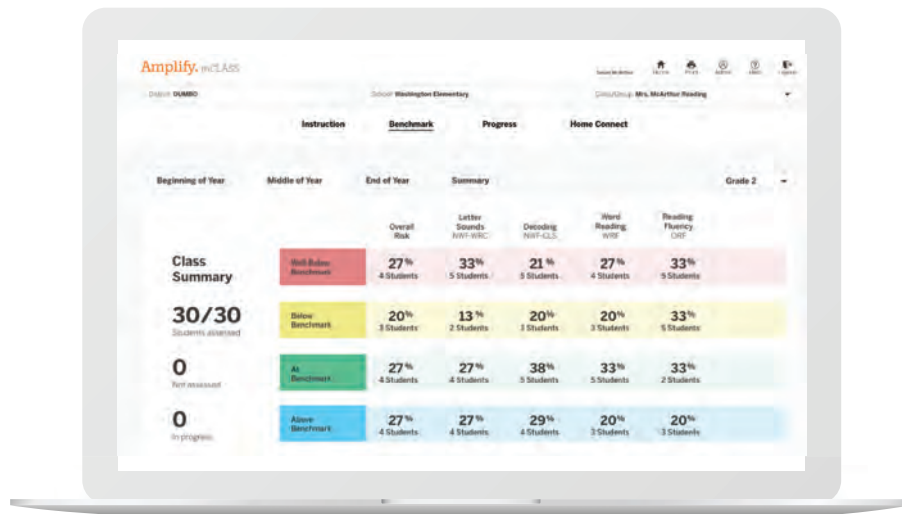 Amplify. mCLASS
Home Print Admin Help Logout
District DUMBO School Washington Elementary Class/Group Mrs. McArthur Reading
Instruction Benchmark Progress Home Connect
Beginning of Year Middle of Year End of Year Summary Grade 2
Overall Risk Letter Sounds NWF-WRC Decoding NWF-CLS Word Reading WRF Reading Fluency ORF
Class Summary
Well Below Benchmark
27% 33% 21% 27% 33%
4 Students 5 Students 5 Students 4 Students 5 Students
30/30
Students assessed
Below Benchmark
20% 13% 20% 20% 33%
3 Students 2 Students 3 Students 3 Students 5 Students
0
Not assessed
At Benchmark
27% 27% 38% 33% 33%
4 Students 4 Students 5 Students 5 Students 2 Students
0
In progress
Above Benchmark
27% 27% 29% 20% 20%
4 Students 4 Students 4 Students 3 Students 3 Students